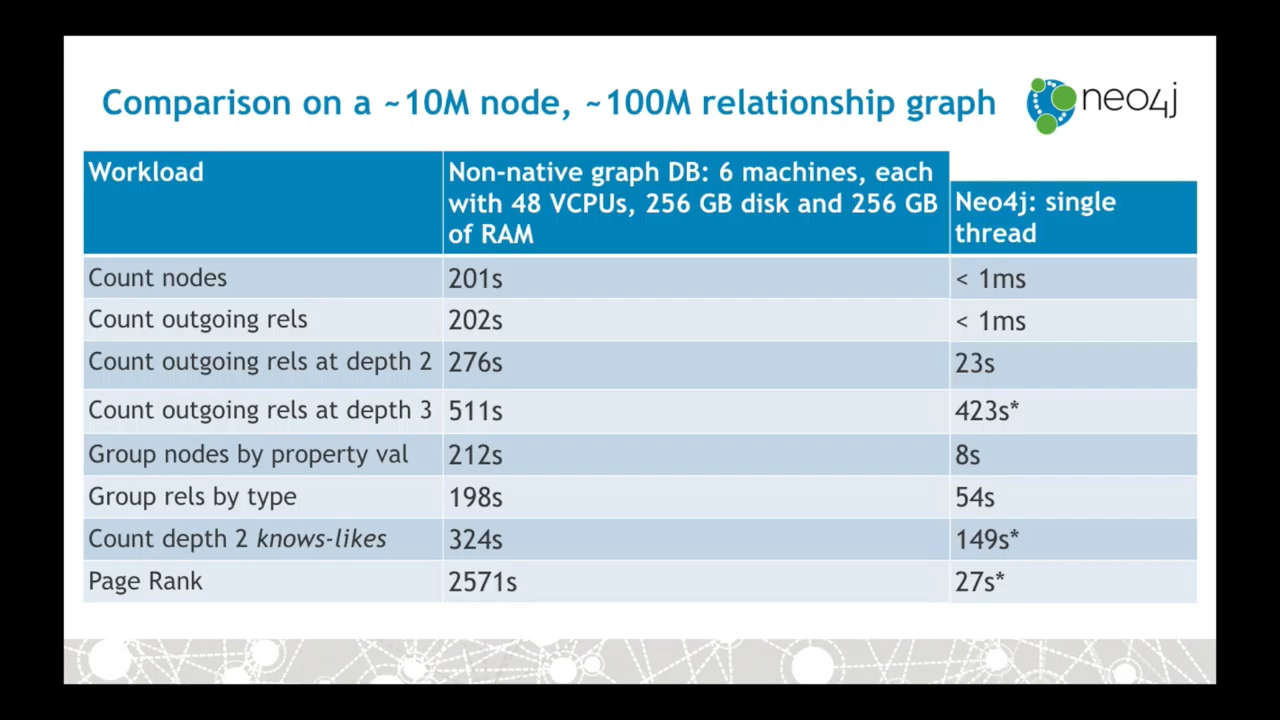 Comparison on a ~10M node, ~100M relationship graph
neo4j
Workload
Non-native graph DB: 6 machines, each
with 48 VCPUs, 256 GB disk and 256 GB
of RAM
Neo4j: single
thread
Count nodes
201s
< 1ms
Count outgoing rels
202s
< 1ms
Count outgoing rels at depth 2
276s
23s
Count outgoing rels at depth 3
511s
423s*
Group nodes by property val
212s
8s
Group rels by type
198s
54s
Count depth 2 knows-likes
324s
149s*
Page Rank
2571s
27s*